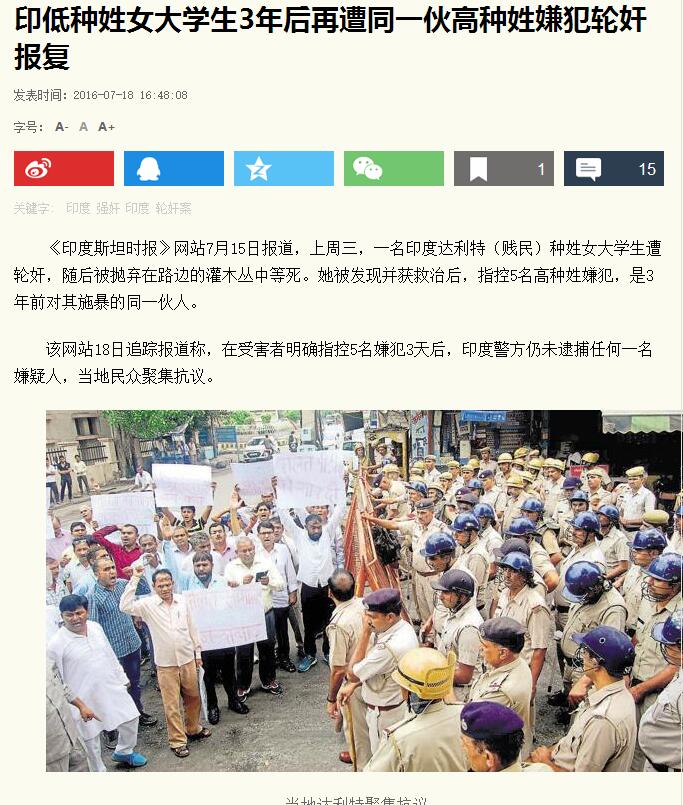 印低种姓女大学生3年后再遭同一伙高种姓嫌犯轮奸
报复
发表时间：2016-07-18 16:48:08
字号： A- A A+
1
15
关键字： 印度 强奸 印度 轮奸案
《印度斯坦时报》网站7月15日报道，上周三，一名印度达利特（贱民）种姓女大学生遭
轮奸，随后被抛弃在路边的灌木丛中等死。她被发现并获救治后，指控5名高种姓嫌犯，是3
年前对其施暴的同一伙人。
该网站18日追踪报道称，在受害者明确指控5名嫌犯3天后，印度警方仍未逮捕任何一名
嫌疑人，当地民众聚集抗议。
当地达利特聚集抗议